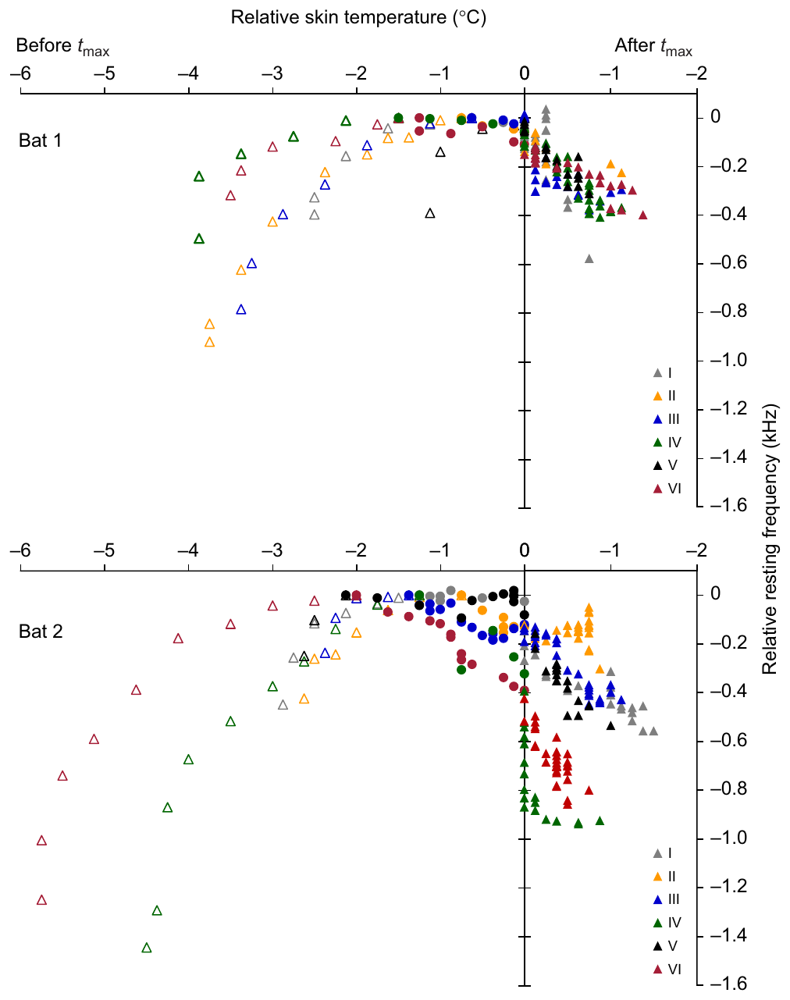 Relative skin temperature (°C)
Before tmax
After tmax
–6 –5 –4 –3 –2 –1 0 –1 –2
Bat 1
0
–0.2
–0.4
–0.6
–0.8
–1.0
–1.2
–1.4
–1.6
I
II
III
IV
V
VI
Relative resting frequency (kHz)
–6 –5 –4 –3 –2 –1 0 –1 –2
Bat 2
0
–0.2
–0.4
–0.6
–0.8
–1.0
–1.2
–1.4
–1.6
I
II
III
IV
V
VI